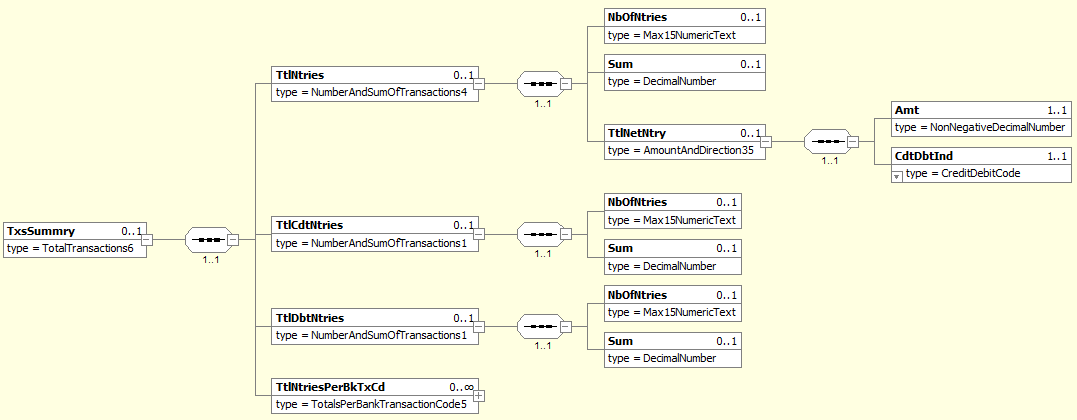 TxsSummry 0..1
type = TotalTransactions6
1..1
TtlNtries 0..1
type = NumberAndSumOfTransactions4
1..1
NbOfNtries 0..1
type = Max15NumericText
Sum 0..1
type = DecimalNumber
TtlNetNtry 0..1
type = AmountAndDirection35
1..1
Amt 1..1
type = NonNegativeDecimalNumber
CdtDbtInd 1..1
type = CreditDebitCode
TtlCdtNtries 0..1
type = NumberAndSumOfTransactions1
1..1
NbOfNtries 0..1
type = Max15NumericText
Sum 0..1
type = DecimalNumber
TtlDbtNtries 0..1
type = NumberAndSumOfTransactions1
1..1
NbOfNtries 0..1
type = Max15NumericText
Sum 0..1
type = DecimalNumber
TtlNtriesPerBkTxCd 0..∞
type = TotalsPerBankTransactionCode5